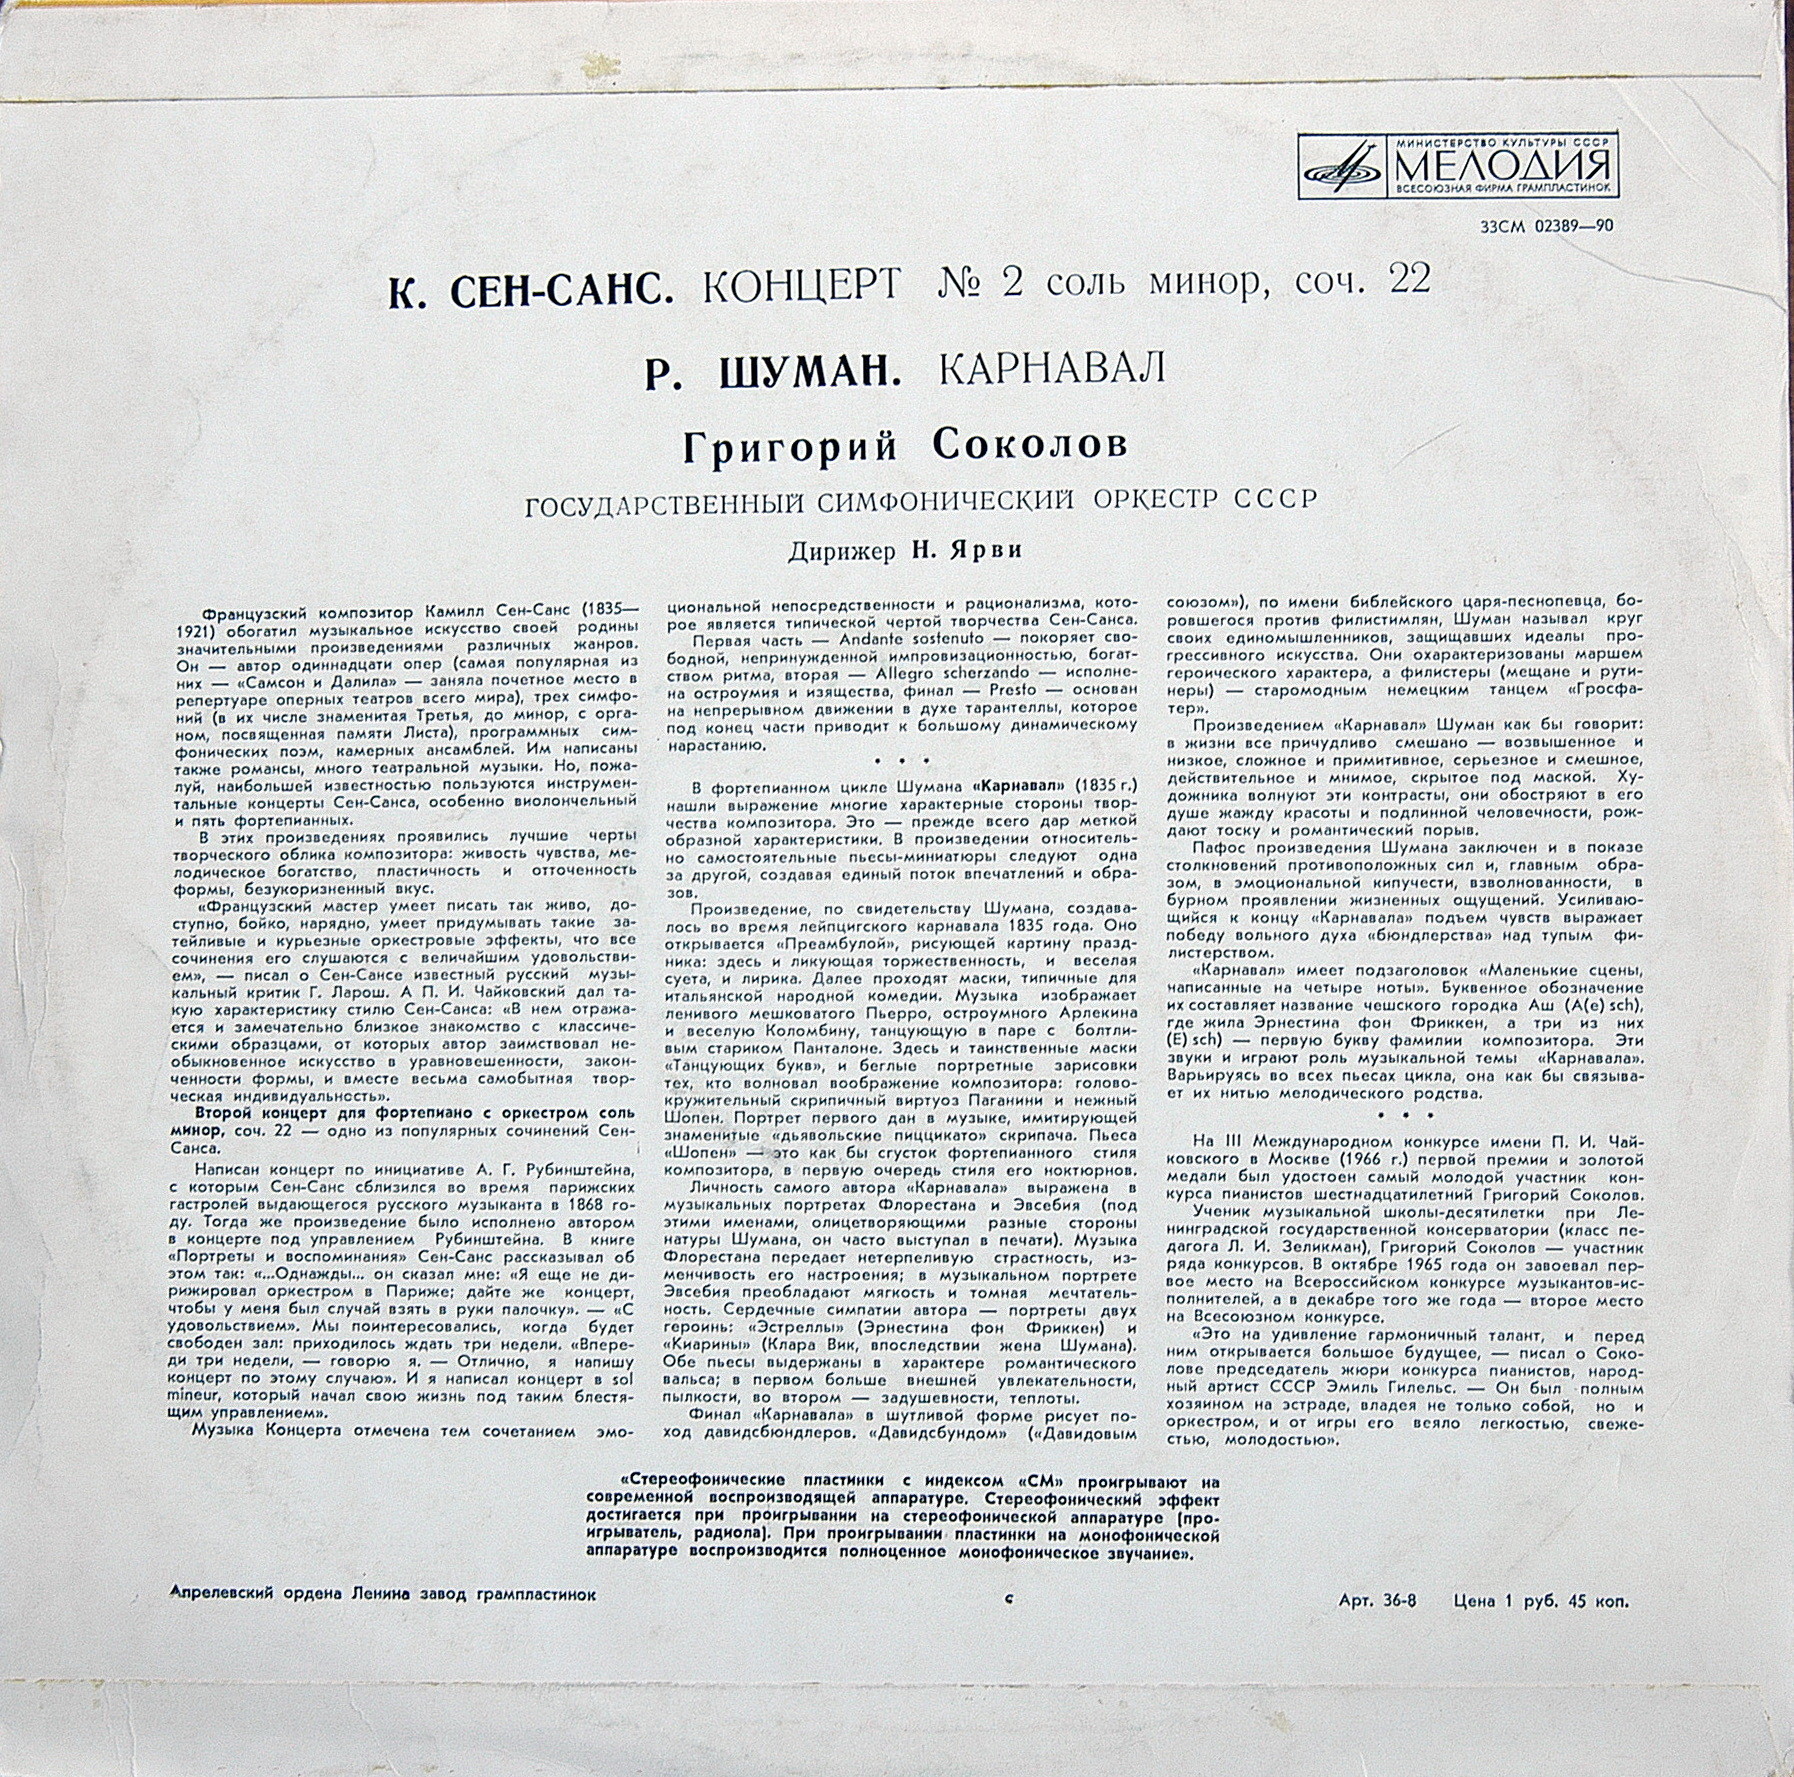 МИНИСТЕРСТВО КУЛЬТУРЫ СССР
МЕЛОДИЯ
ВСЕСОЮЗНАЯ ФИРМА ГРАМПЛАСТИНОК
33СМ 02389—90
К. СЕН-САНС. КОНЦЕРТ № 2 соль минор, соч. 22
Р. ШУМАН. КАРНАВАЛ
Григорий Соколов
ГОСУДАРСТВЕННЫЙ СИМФОНИЧЕСКИЙ ОРКЕСТР СССР
Дирижер Н. Ярви
Французский композитор Камилл Сен-Санс (1835—
1921) обогатил музыкальное искусство своей родины
значительными произведениями различных жанров.
Он — автор одиннадцати опер (самая популярная из
них — «Самсон и Далила» — заняла почетное место в
репертуаре оперных театров всего мира), трех симфо-
ний (в их числе знаменитая Третья, до минор, с орга-
ном, посвященная памяти Листа), программных сим-
фонических поэм, камерных ансамблей. Им написаны
также романсы, много театральной музыки. Но, пожа-
луй, наибольшей известностью пользуются инструмен-
тальные концерты Сен-Санса, особенно виолончельный
и пять фортепианных.
В этих произведениях проявились лучшие черты
творческого облика композитора: живость чувства, ме-
лодическое богатство, пластичность и отточенность
формы, безукоризненный вкус.
«Французский мастер умеет писать так живо, до-
ступно, бойко, нарядно, умеет придумывать такие за-
тейливые и курьезные оркестровые эффекты, что все
сочинения его слушаются с величайшим удовольстви-
ем», — писал о Сен-Сансе известный русский музы-
кальный критик Г. Ларош. А П. И. Чайковский дал та-
кую характеристику стилю Сен-Санса: «В нем отража-
ется и замечательно близкое знакомство с классиче-
скими образцами, от которых автор заимствовал не-
обыкновенное искусство в уравновешенности, закон-
ченности формы, и вместе весьма самобытная твор-
ческая индивидуальность».
Второй концерт для фортепиано с оркестром соль
минор, соч. 22 — одно из популярных сочинений Сен-
Санса.
Написан концерт по инициативе А. Г. Рубинштейна,
с которым Сен-Санс сблизился во время парижских
гастролей выдающегося русского музыканта в 1868 го-
ду. Тогда же произведение было исполнено автором
в концерте под управлением Рубинштейна. В книге
«Портреты и воспоминания» Сен-Санс рассказывал об
этом так: «...Однажды... он сказал мне: «Я еще не ди-
рижировал оркестром в Париже; дайте же концерт,
чтобы у меня был случай взять в руки палочку». — «С
удовольствием». Мы поинтересовались, когда будет
свободен зал: приходилось ждать три недели. «Впере-
ди три недели, — говорю я. — Отлично, я напишу
концерт по этому случаю». И я написал концерт в sol
mineur, который начал свою жизнь под таким блестя-
щим управлением».
Музыка Концерта отмечена тем сочетанием эмо-
циональной непосредственности и рационализма, кото-
рое является типической чертой творчества Сен-Санса.
Первая часть — Andante sostenuto — покоряет сво-
бодной, непринужденной импровизационностью, богат-
ством ритма, вторая — Allegro scherzando — исполне-
на остроумия и изящества, финал — Presto — основан
на непрерывном движении в духе тарантеллы, которое
под конец части приводит к большому динамическому
нарастанию.
• • •
В фортепианном цикле Шумана «Карнавал» (1835 г.)
нашли выражение многие характерные стороны твор-
чества композитора. Это — прежде всего дар меткой
образной характеристики. В произведении относитель-
но самостоятельные пьесы-миниатюры следуют одна
за другой, создавая единый поток впечатлений и обра-
зов.
Произведение, по свидетельству Шумана, создава-
лось во время лейпцигского карнавала 1835 года. Оно
открывается «Преамбулой», рисующей картину празд-
ника: здесь и ликующая торжественность, и веселая
суета, и лирика. Далее проходят маски, типичные для
итальянской народной комедии. Музыка изображает
ленивого мешковатого Пьерро, остроумного Арлекина
и веселую Коломбину, танцующую в паре с болтли-
вым стариком Панталоне. Здесь и таинственные маски
«Танцующих букв», и беглые портретные зарисовки
тех, кто волновал воображение композитора: голово-
кружительный скрипичный виртуоз Паганини и нежный
Шопен. Портрет первого дан в музыке, имитирующей
знаменитые «дьявольские пиццикато» скрипача. Пьеса
«Шопен» — это как бы сгусток фортепианного стиля
композитора, в первую очередь стиля его ноктюрнов.
Личность самого автора «Карнавала» выражена в
музыкальных портретах Флорестана и Эвсебия (под
этими именами, олицетворяющими разные стороны
натуры Шумана, он часто выступал в печати). Музыка
Флорестана передает нетерпеливую страстность, из-
менчивость его настроения; в музыкальном портрете
Эвсебия преобладают мягкость и томная мечтатель-
ность. Сердечные симпатии автора — портреты двух
героинь: «Эстреллы» (Эрнестина фон Фриккен) и
«Киарины» (Клара Вик, впоследствии жена Шумана).
Обе пьесы выдержаны в характере романтического
вальса; в первом больше внешней увлекательности,
пылкости, во втором — задушевности, теплоты.
Финал «Карнавала» в шутливой форме рисует по-
ход давидсбюндлеров. «Давидсбундом» («Давидовым
союзом»), по имени библейского царя-песнопевца, бо-
ровшегося против филистимлян, Шуман называл круг
своих единомышленников, защищавших идеалы про-
грессивного искусства. Они охарактеризованы маршем
героического характера, а филистеры (мещане и рути-
неры) — старомодным немецким танцем «Гросфа-
тер».
Произведением «Карнавал» Шуман как бы говорит:
в жизни все причудливо смешано — возвышенное и
низкое, сложное и примитивное, серьезное и смешное,
действительное и мнимое, скрытое под маской. Ху-
дожника волнуют эти контрасты, они обостряют в его
душе жажду красоты и подлинной человечности, рож-
дают тоску и романтический порыв.
Пафос произведения Шумана заключен и в показе
столкновений противоположных сил и, главным обра-
зом, в эмоциональной кипучести, взволнованности, в
бурном проявлении жизненных ощущений. Усиливаю-
щийся к концу «Карнавала» подъем чувств выражает
победу вольного духа «бюндлерства» над тупым фи-
листерством.
«Карнавал» имеет подзаголовок «Маленькие сцены,
написанные на четыре ноты». Буквенное обозначение
их составляет название чешского городка Аш (A(e) sch),
где жила Эрнестина фон Фриккен, а три из них
(E) sch) — первую букву фамилии композитора. Эти
звуки и играют роль музыкальной темы «Карнавала».
Варьируясь во всех пьесах цикла, она как бы связыва-
ет их нитью мелодического родства.
• • •
На III Международном конкурсе имени П. И. Чай-
ковского в Москве (1966 г.) первой премии и золотой
медали был удостоен самый молодой участник кон-
курса пианистов шестнадцатилетний Григорий Соколов.
Ученик музыкальной школы-десятилетки при Ле-
нинградской государственной консерватории (класс пе-
дагога Л. И. Зеликман), Григорий Соколов — участник
ряда конкурсов. В октябре 1965 года он завоевал пер-
вое место на Всероссийском конкурсе музыкантов-ис-
полнителей, а в декабре того же года — второе место
на Всесоюзном конкурсе.
«Это на удивление гармоничный талант, и перед
ним открывается большое будущее, — писал о Соко-
лове председатель жюри конкурса пианистов, народ-
ный артист СССР Эмиль Гилельс. — Он был полным
хозяином на эстраде, владея не только собой, но и
оркестром, и от игры его веяло легкостью, свеже-
стью, молодостью».
«Стереофонические пластинки с индексом «СМ» проигрывают на
современной воспроизводящей аппаратуре. Стереофонический эффект
достигается при проигрывании на стереофонической аппаратуре (про-
игрыватель, радиола). При проигрывании пластинки на монофонической
аппаратуре воспроизводится полноценное монофоническое звучание».
Апрелевский ордена Ленина завод грампластинок
с
Арт. 36-8 Цена 1 руб. 45 коп.